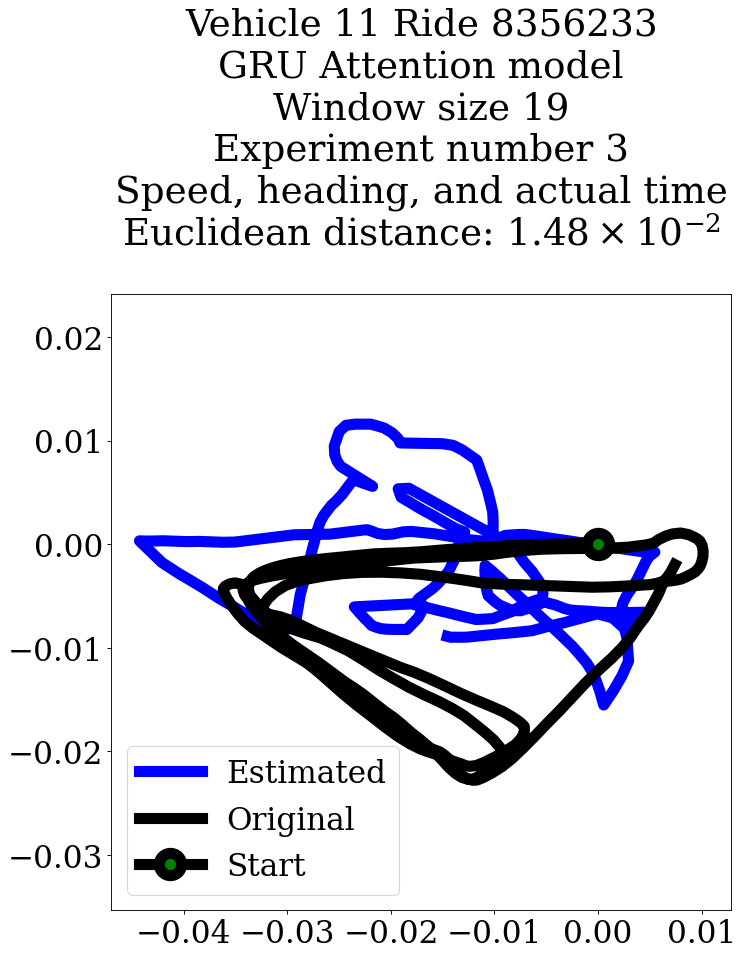 Vehicle 11 Ride 8356233
GRU Attention model
Window size 19
Experiment number 3
Speed, heading, and actual time
Euclidean distance: 1.48 × 10⁻²
0.02
0.01
0.00
−0.01
−0.02
−0.03
Estimated
Original
Start
−0.04 −0.03 −0.02 −0.01 0.00 0.01